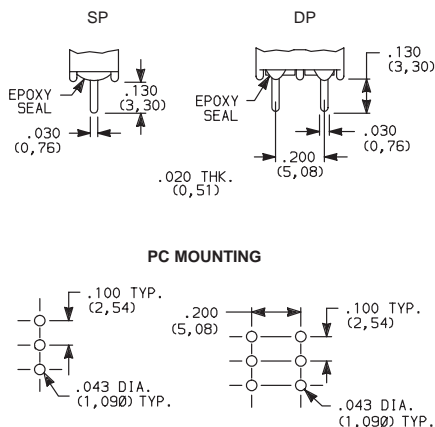 SP
.130
(3,30)
EPOXY
SEAL
.030
(0,76)
DP
.130
(3,30)
EPOXY
SEAL
.030
(0,76)
.200
(5,08)
.020 THK.
(0,51)
PC MOUNTING
.100 TYP.
(2,54)
.043 DIA.
(1,090) TYP.
.200
(5,08)
.100 TYP.
(2,54)
.043 DIA.
(1.090) TYP.